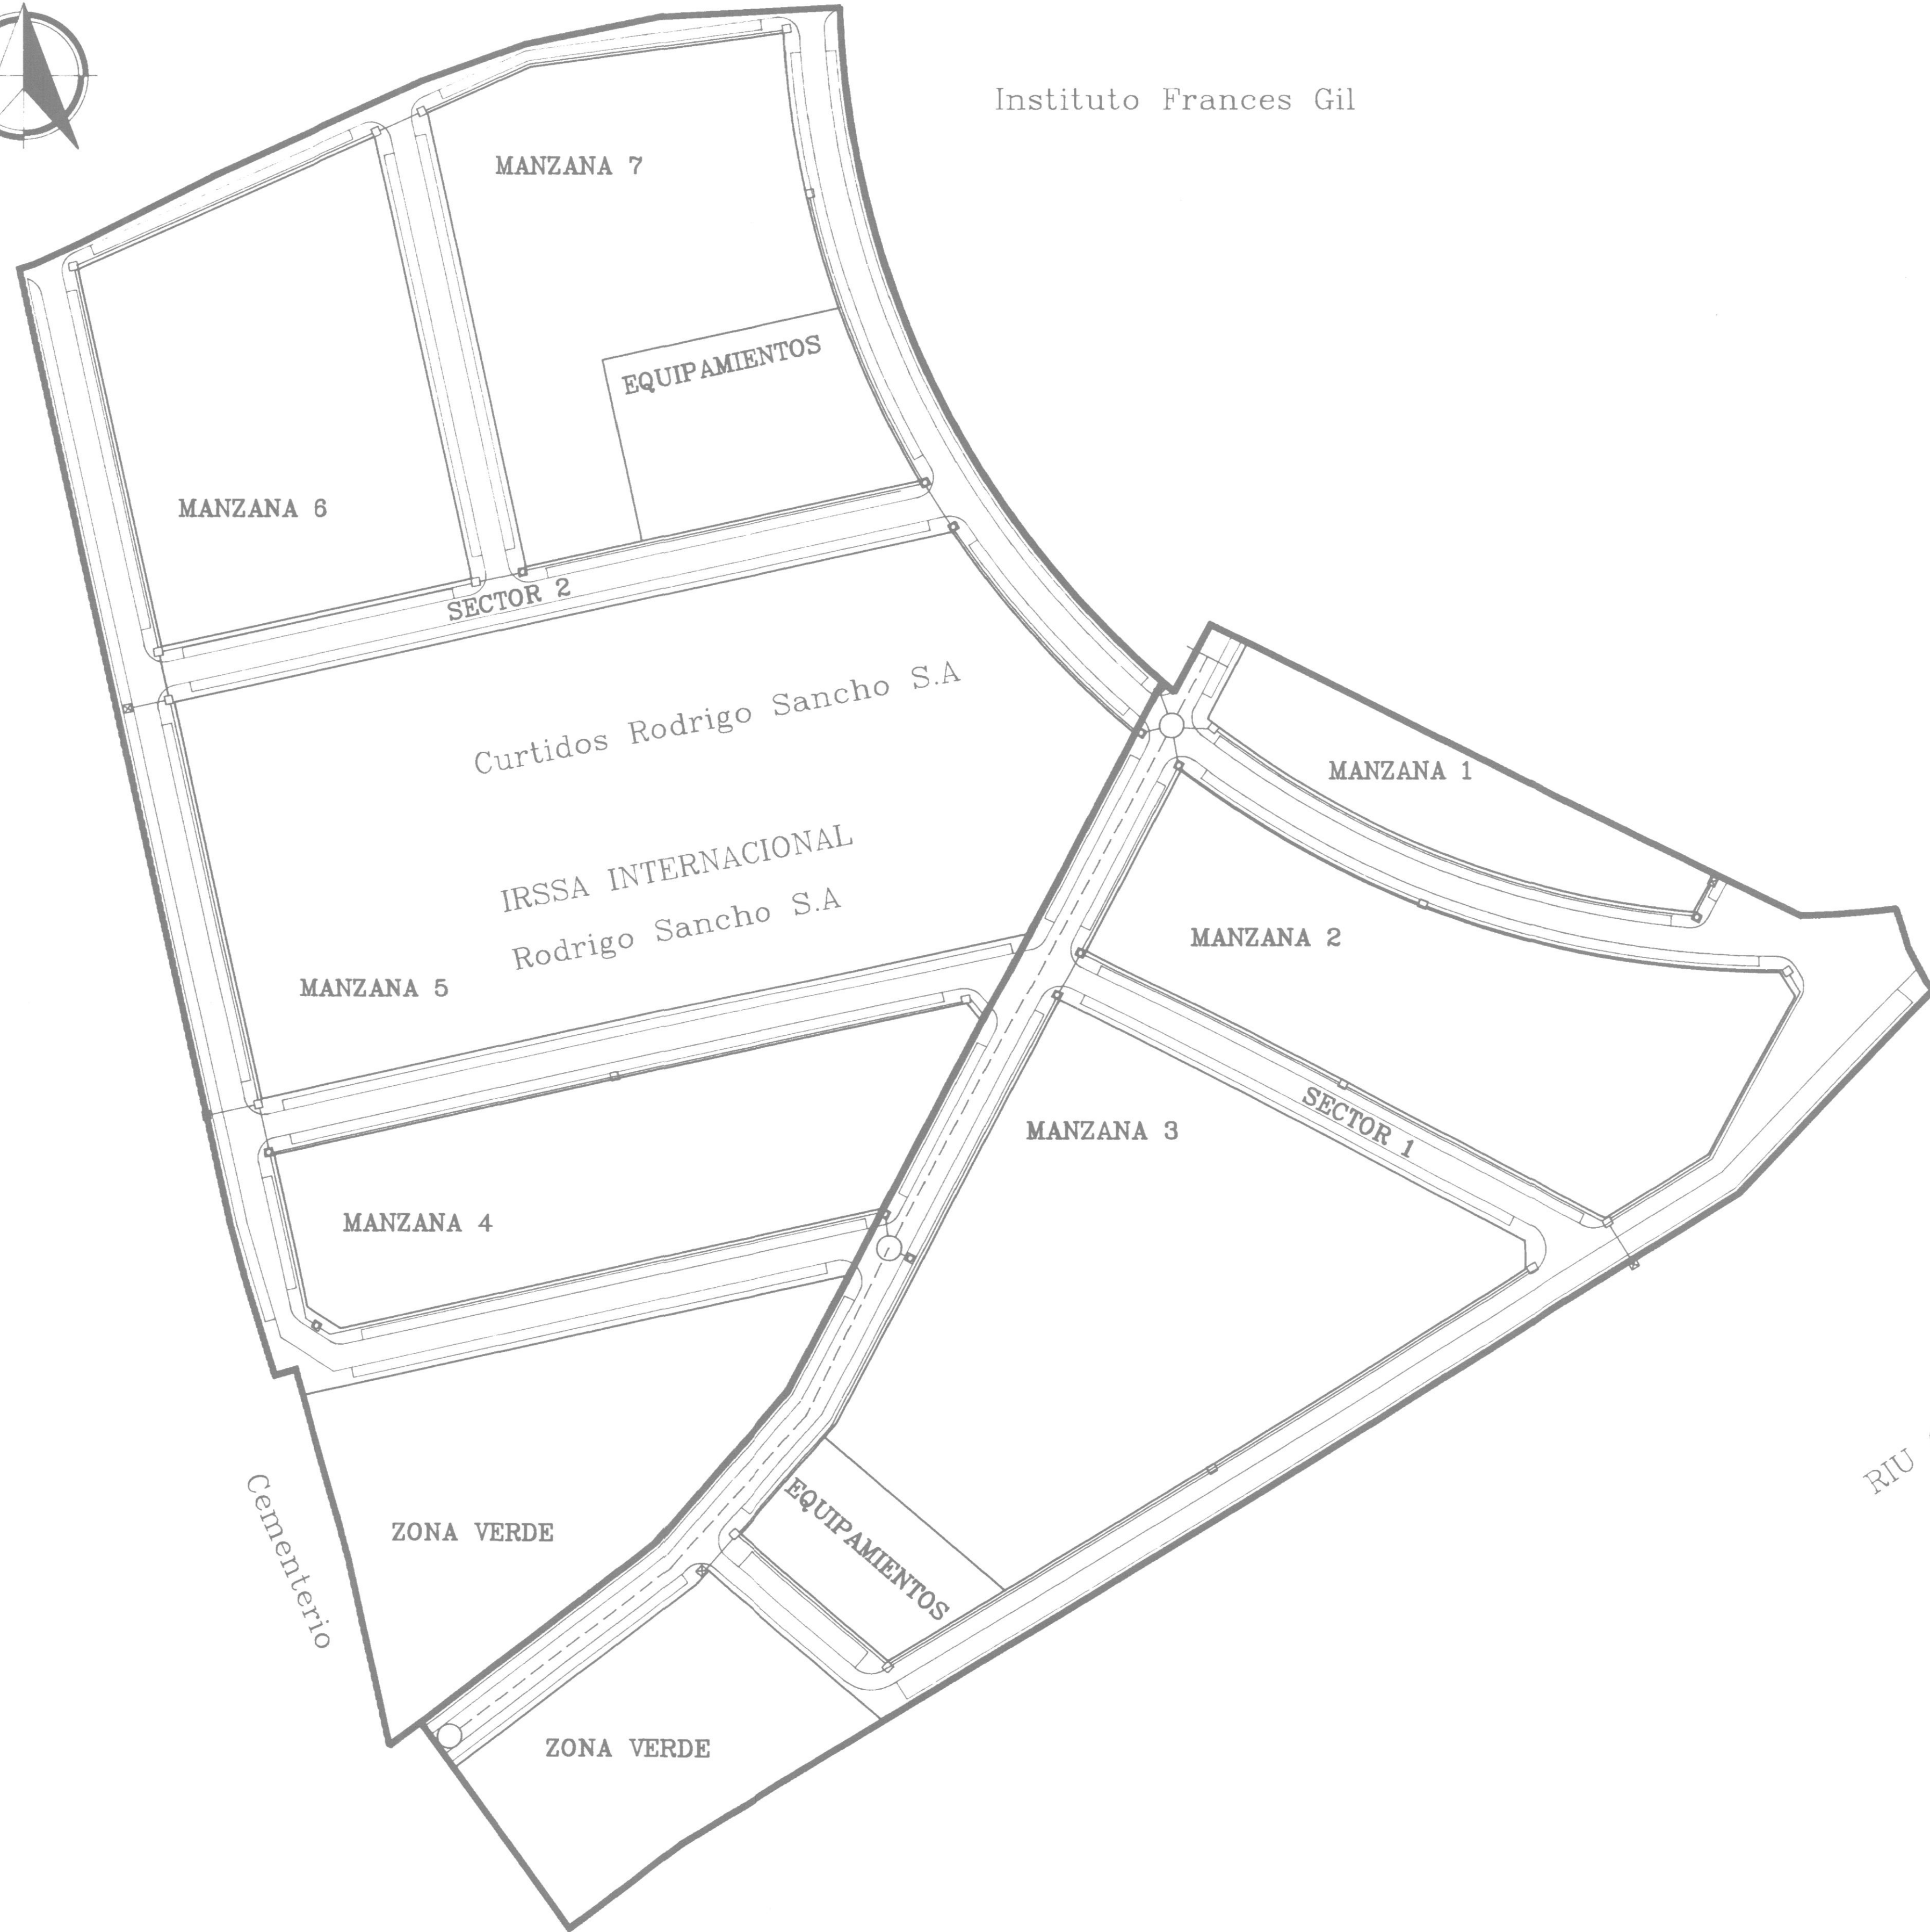 Instituto Frances Gil
MANZANA 7
EQUIPAMIENTOS
MANZANA 6
SECTOR 2
Curtidos Rodrigo Sancho S.A
MANZANA 1
IRSSA INTERNACIONAL
Rodrigo Sancho S.A
MANZANA 2
MANZANA 5
SECTOR 1
MANZANA 3
MANZANA 4
RIU
Cementerio
EQUIPAMIENTOS
ZONA VERDE
ZONA VERDE